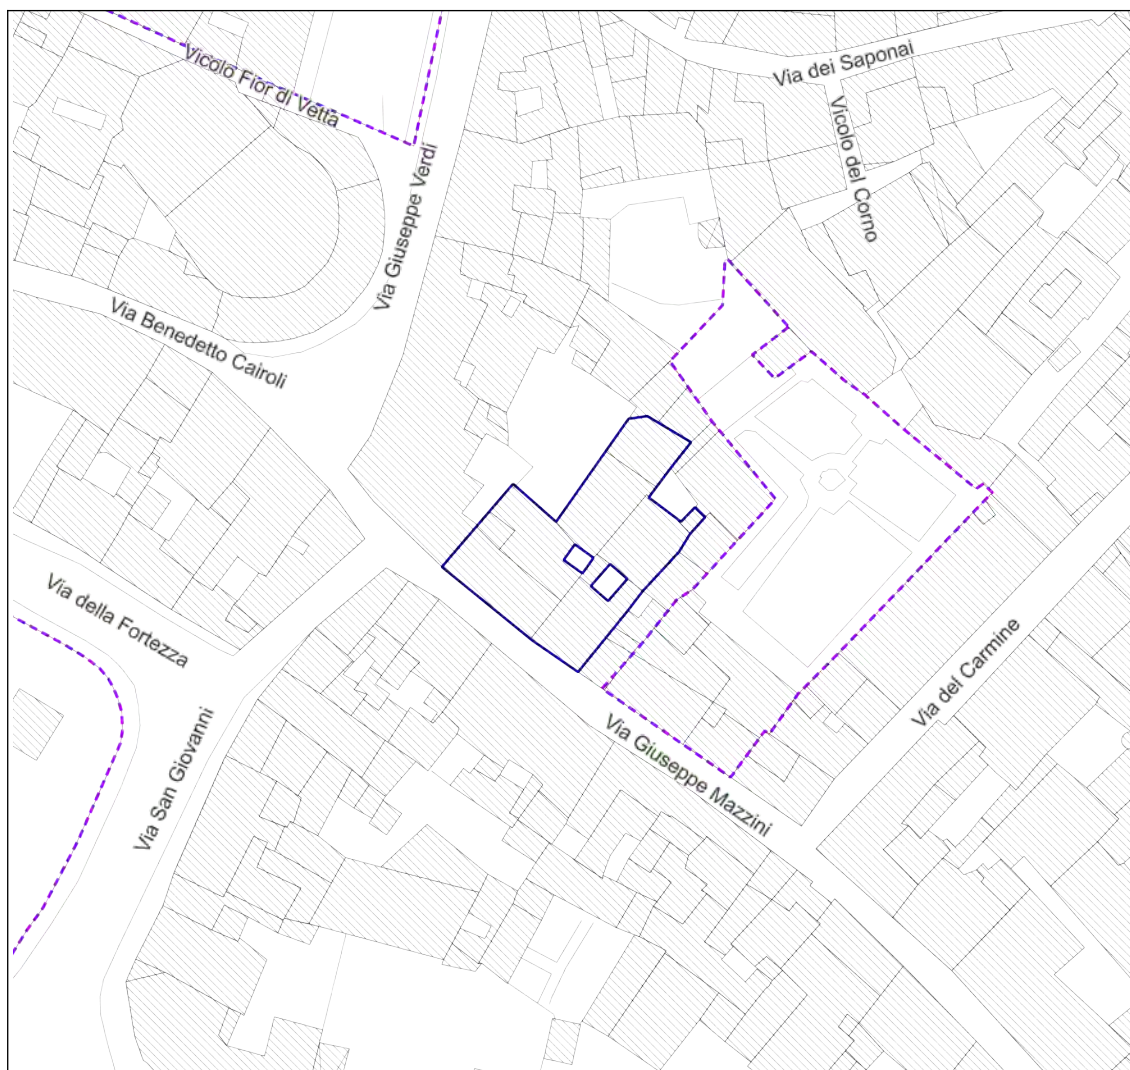 Vicolo Fior di Vetta
Via dei Saponai
Vicolo del Corno
Via Giuseppe Verdi
Via Benedetto Cairoli
Via della Fortezza
Via San Giovanni
Via del Carmine
Via Giuseppe Mazzini